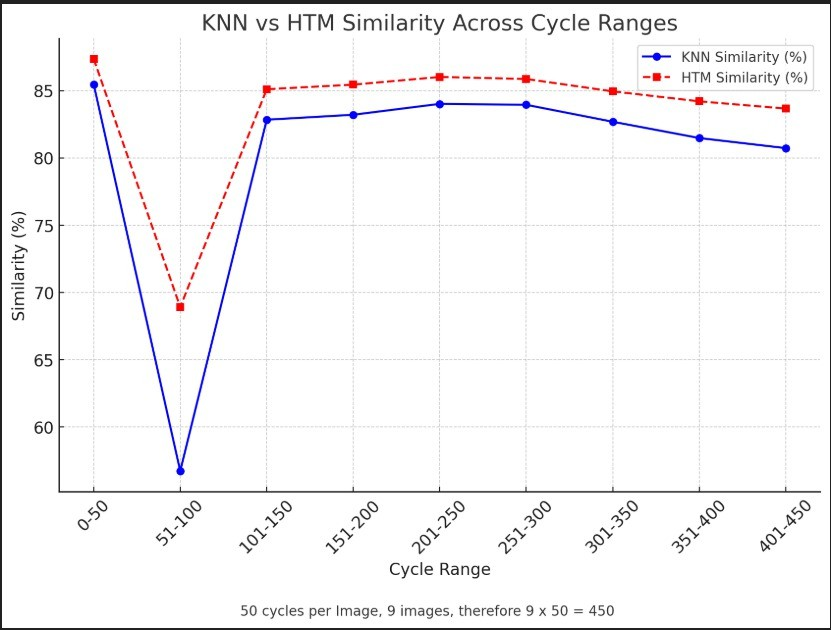 KNN vs HTM Similarity Across Cycle Ranges
KNN Similarity (%)
HTM Similarity (%)
Similarity (%)
85
80
75
70
65
60
0-50
51-100
101-150
151-200
201-250
251-300
301-350
351-400
401-450
Cycle Range
50 cycles per Image, 9 images, therefore 9 x 50 = 450